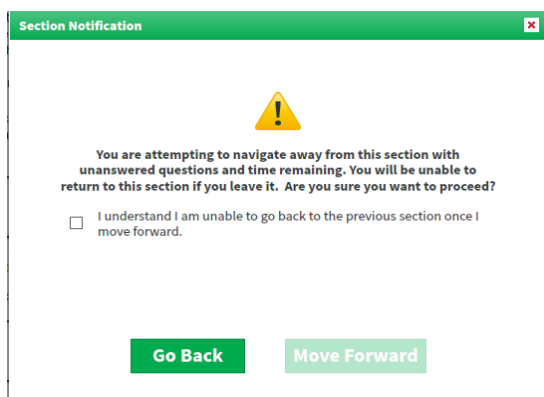 Section Notification
You are attempting to navigate away from this section with
unanswered questions and time remaining. You will be unable to
return to this section if you leave it. Are you sure you want to proceed?
I understand I am unable to go back to the previous section once I
move forward.
Go Back
Move Forward